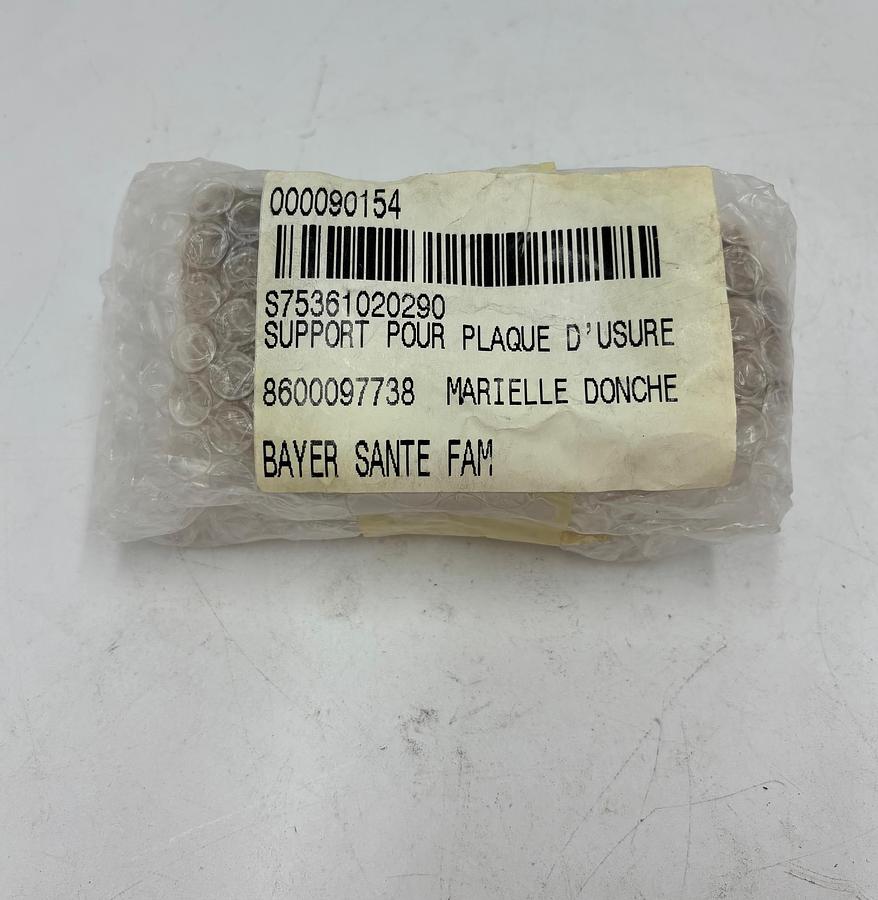 000090154
S75361020290
SUPPORT POUR PLAQUE D'USURE
8600097738 MARIELLE DONCHE
BAYER SANTE FAM